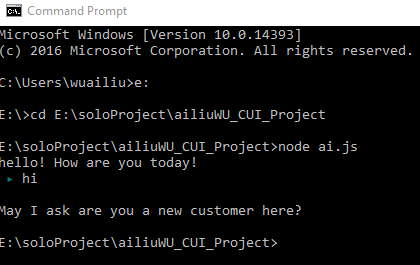 Command Prompt
Microsoft Windows [Version 10.0.14393]
(c) 2016 Microsoft Corporation. All rights reserved.
C:\Users\wuailiu>e:
E:\>cd E:\soloProject\ailiuWU_CUI_Project
E:\soloProject\ailiuWU_CUI_Project>node ai.js
hello! How are you today!
▸ hi
May I ask are you a new customer here?
E:\soloProject\ailiuWU_CUI_Project>